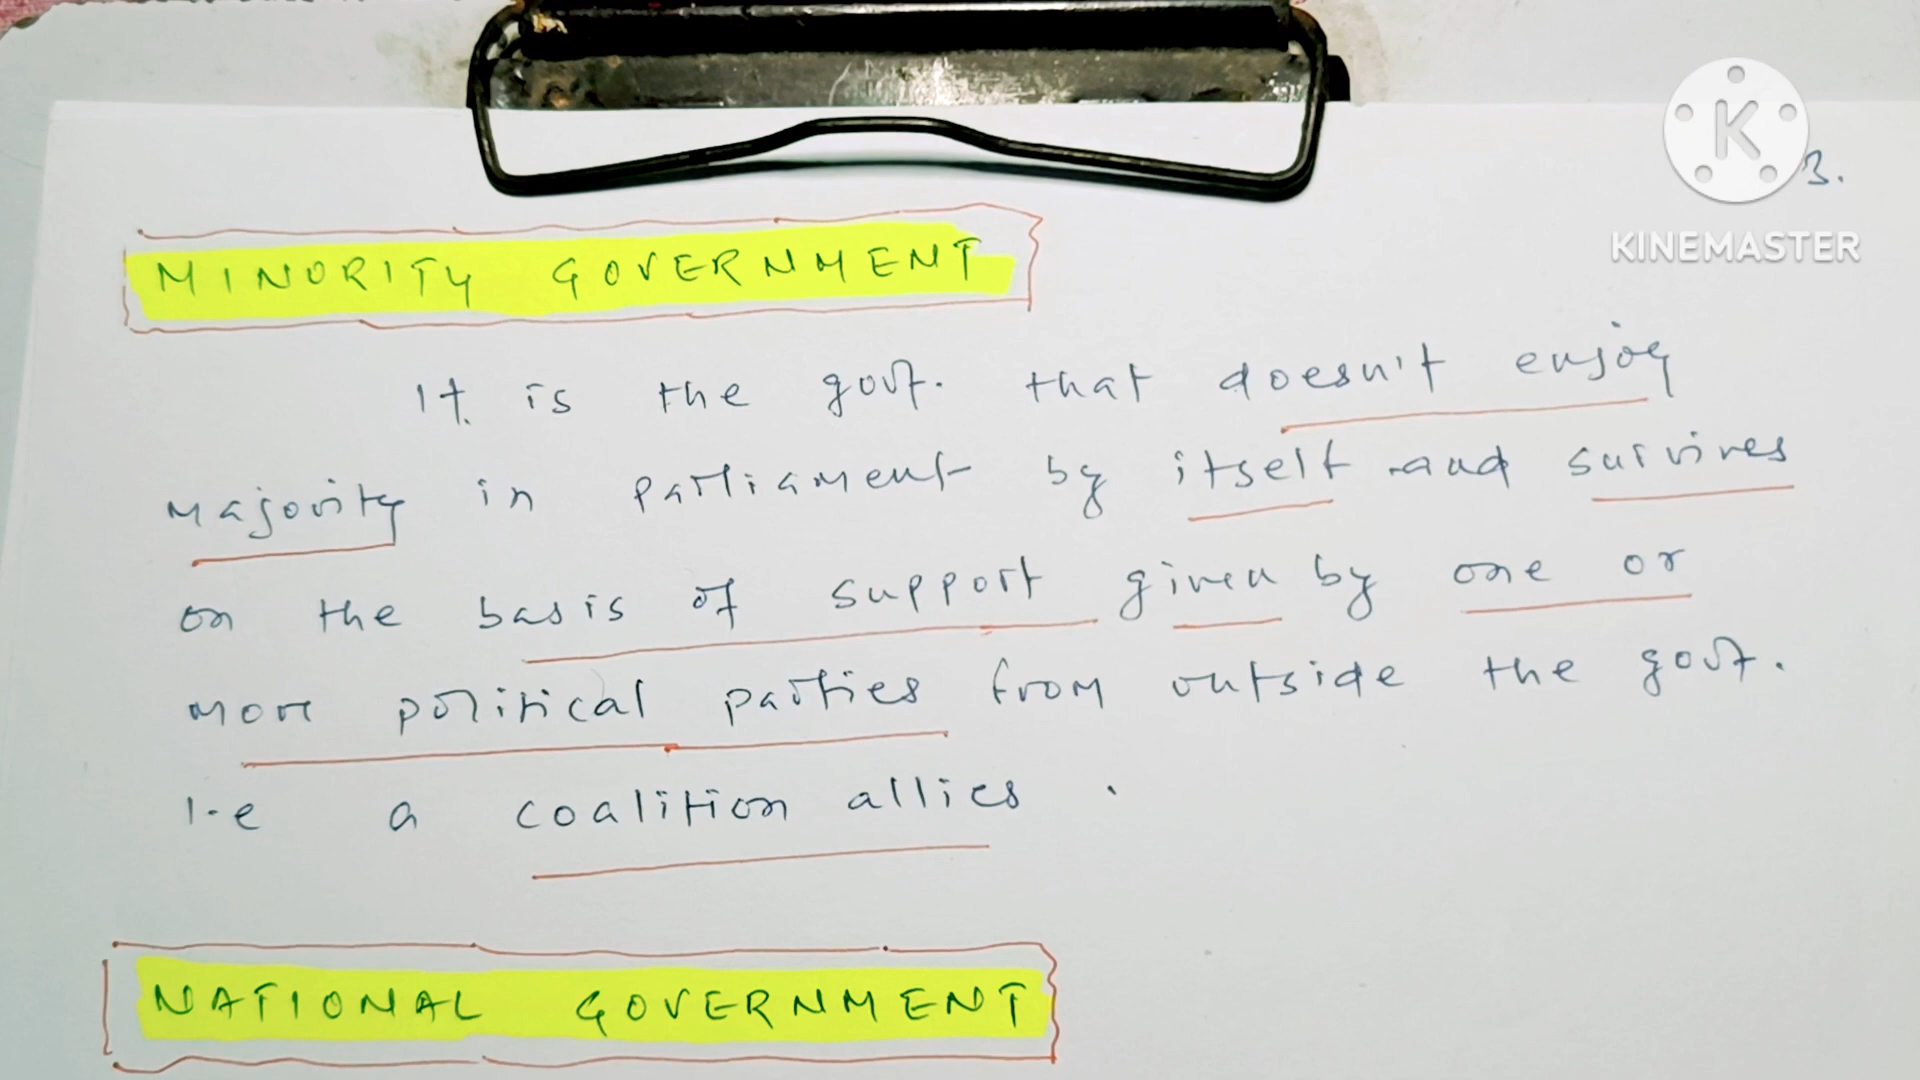 3.
KINEMASTER
MINORITY GOVERNMENT
It is the govt. that doesn't enjoy
majority in parliament by itself and survives
on the basis of support given by one or
more political parties from outside the govt.
I.e a coalition allies.
NATIONAL GOVERNMENT